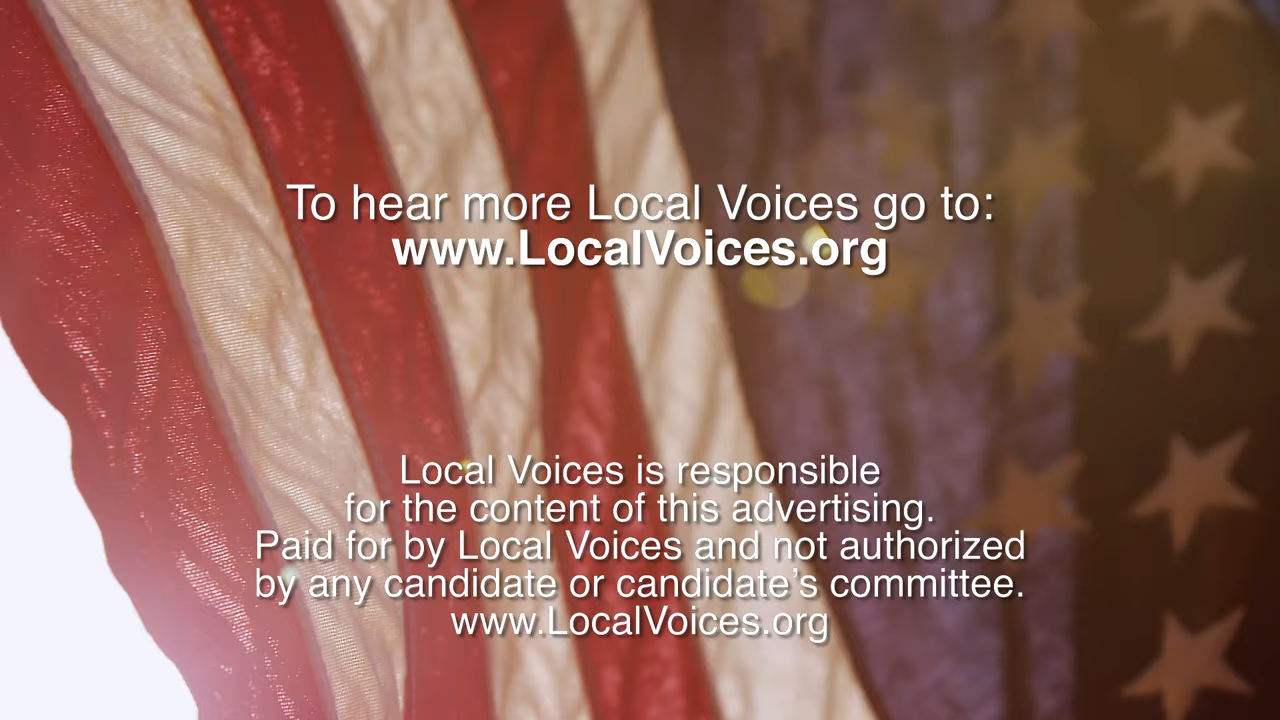 To hear more Local Voices go to:
www.LocalVoices.org
Local Voices is responsible
for the content of this advertising.
Paid for by Local Voices and not authorized
by any candidate or candidate’s committee.
www.LocalVoices.org